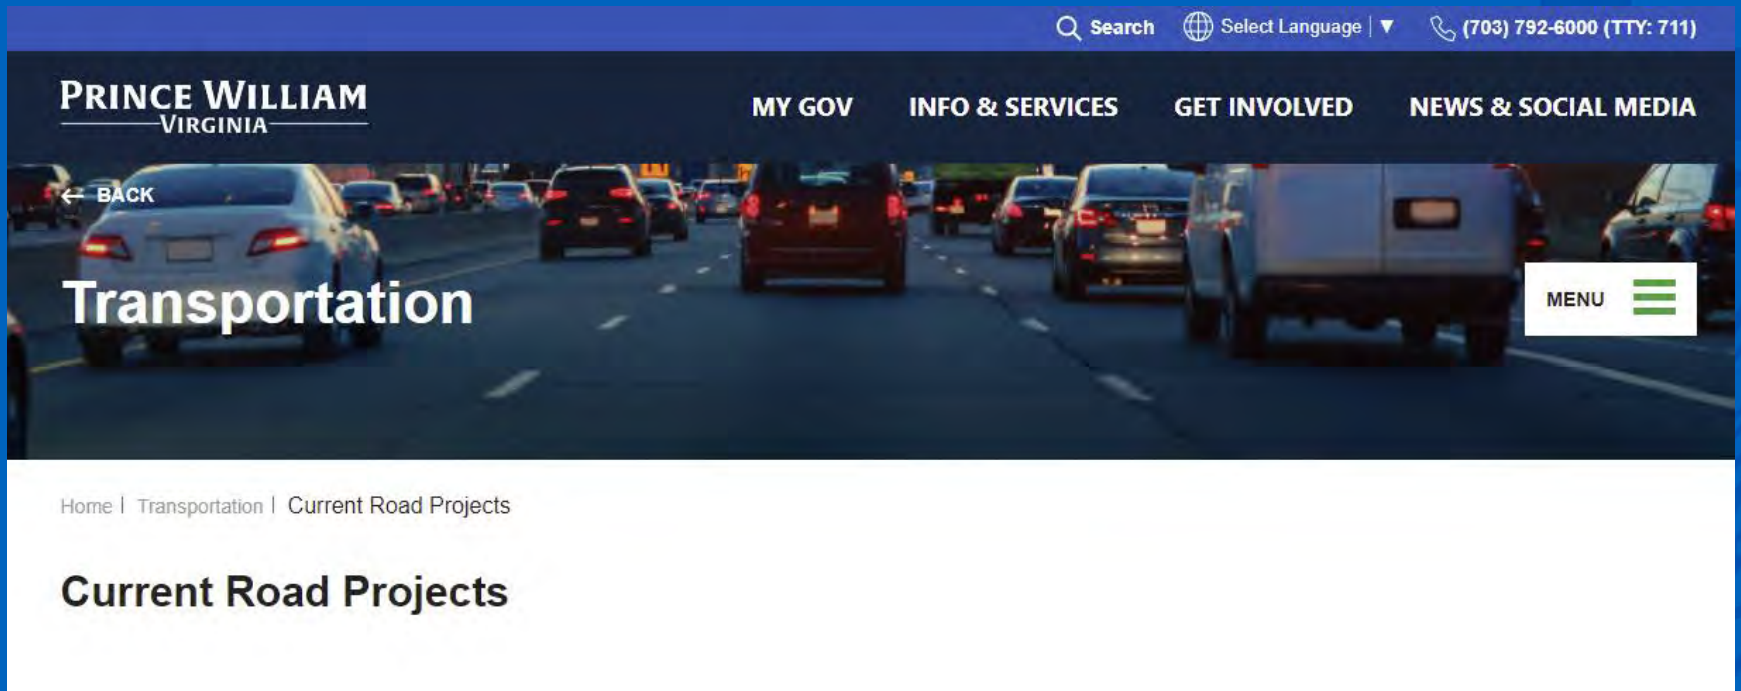 Search Select Language | ▼ (703) 792-6000 (TTY: 711)
PRINCE WILLIAM
VIRGINIA
MY GOV INFO & SERVICES GET INVOLVED NEWS & SOCIAL MEDIA
← BACK
Transportation
MENU
Home | Transportation | Current Road Projects
Current Road Projects